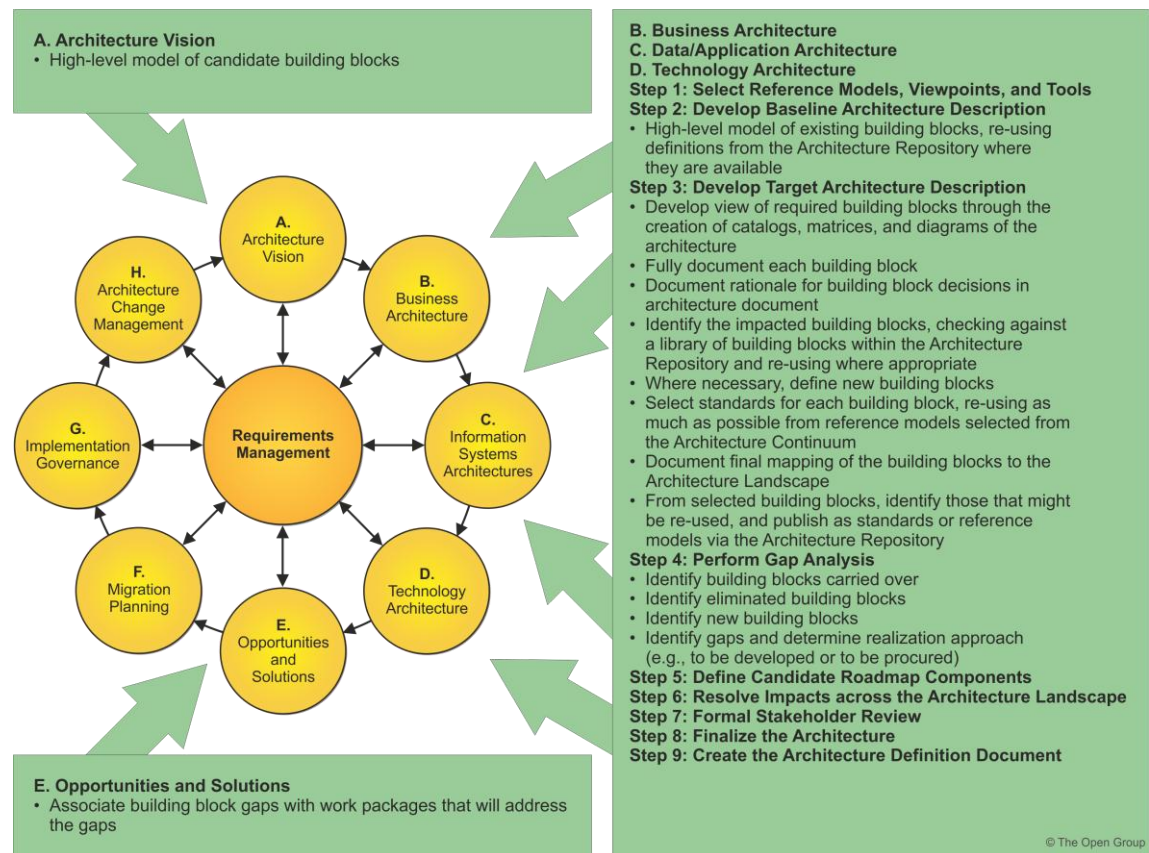 A. Architecture Vision
• High-level model of candidate building blocks
B. Business Architecture
C. Data/Application Architecture
D. Technology Architecture
Step 1: Select Reference Models, Viewpoints, and Tools
Step 2: Develop Baseline Architecture Description
• High-level model of existing building blocks, re-using
definitions from the Architecture Repository where
they are available
Step 3: Develop Target Architecture Description
• Develop view of required building blocks through the
creation of catalogs, matrices, and diagrams of the
architecture
• Fully document each building block
• Document rationale for building block decisions in
architecture document
• Identify the impacted building blocks, checking against
a library of building blocks within the Architecture
Repository and re-using where appropriate
• Where necessary, define new building blocks
• Select standards for each building block, re-using as
much as possible from reference models selected from
the Architecture Continuum
• Document final mapping of the building blocks to the
Architecture Landscape
• From selected building blocks, identify those that might
be re-used, and publish as standards or reference
models via the Architecture Repository
Step 4: Perform Gap Analysis
• Identify building blocks carried over
• Identify eliminated building blocks
• Identify new building blocks
• Identify gaps and determine realization approach
(e.g., to be developed or to be procured)
Step 5: Define Candidate Roadmap Components
Step 6: Resolve Impacts across the Architecture Landscape
Step 7: Formal Stakeholder Review
Step 8: Finalize the Architecture
Step 9: Create the Architecture Definition Document
A.
Architecture
Vision
B.
Business
Architecture
C.
Information
Systems
Architectures
D.
Technology
Architecture
E.
Opportunities
and
Solutions
F.
Migration
Planning
G.
Implementation
Governance
H.
Architecture
Change
Management
Requirements
Management
E. Opportunities and Solutions
• Associate building block gaps with work packages that will address
the gaps
© The Open Group